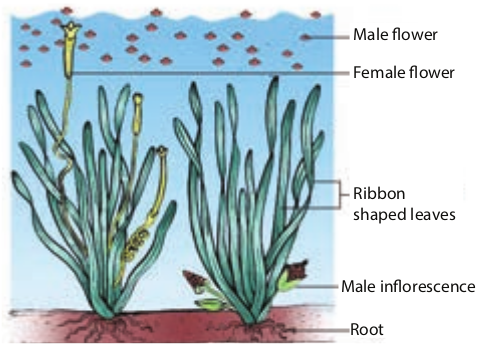 Male flower
Female flower
Ribbon
shaped leaves
Male inflorescence
Root